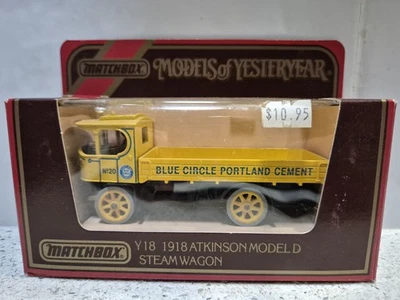 MATCHBOX
MODELS of YESTERYEAR
$10.95
Nº20
BLUE CIRCLE PORTLAND CEMENT
MATCHBOX
Y18 1918 ATKINSON MODEL D
STEAM WAGON